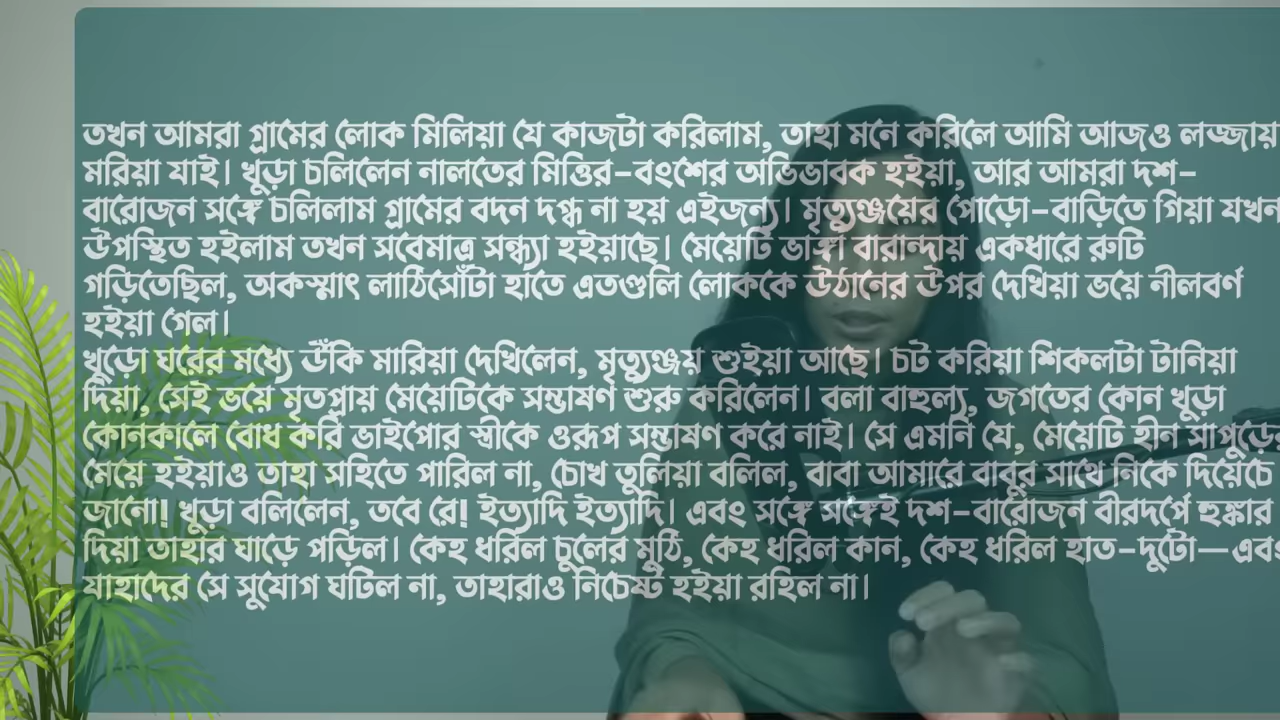 তখন আমরা গ্রামের লোক মিলিয়া যে কাজটা করিলাম, তাহা মনে করিলে আমি আজও লজ্জায়
মরিয়া যাই। খুড়া চলিলেন নালতের মিত্তির-বংশের অভিভাবক হইয়া, আর আমরা দশ-
বারোজন সঙ্গে চলিলাম গ্রামের বদন দগ্ধ না হয় এইজন্য। মৃত্যুঞ্জয়ের পোড়ো-বাড়িতে গিয়া যখন
উপস্থিত হইলাম তখন সবেমাত্র সন্ধ্যা হইয়াছে। মেয়েটি ভাঙ্গা বারান্দায় একধারে রুটি
গড়িতেছিল, অকস্মাৎ লাঠিসোঁটা হাতে এতগুলি লোককে উঠানের উপর দেখিয়া ভয়ে নীলবর্ণ
হইয়া গেল।
খুড়ো ঘরের মধ্যে উঁকি মারিয়া দেখিলেন, মৃত্যুঞ্জয় শুইয়া আছে। চট করিয়া শিকলটা টানিয়া
দিয়া, সেই ভয়ে মৃতপ্রায় মেয়েটিকে সম্ভাষণ শুরু করিলেন। বলা বাহুল্য, জগতের কোন খুড়া
কোনকালে বোধ করি ভাইপোর স্ত্রীকে ওরূপ সম্ভাষণ করে নাই। সে এমনি যে, মেয়েটি হীন সাপুড়ের
মেয়ে হইয়াও তাহা সহিতে পারিল না, চোখ তুলিয়া বলিল, বাবা আমারে বাবুর সাথে নিকে দিয়েচে
জানো! খুড়া বলিলেন, তবে রে! ইত্যাদি ইত্যাদি। এবং সঙ্গে সঙ্গেই দশ-বারোজন বীরদর্পে হুঙ্কার
দিয়া তাহার ঘাড়ে পড়িল। কেহ ধরিল চুলের মুঠি, কেহ ধরিল কান, কেহ ধরিল হাত-দুটো—এবং
যাহাদের সে সুযোগ ঘটিল না, তাহারাও নিচেষ্ট হইয়া রহিল না।